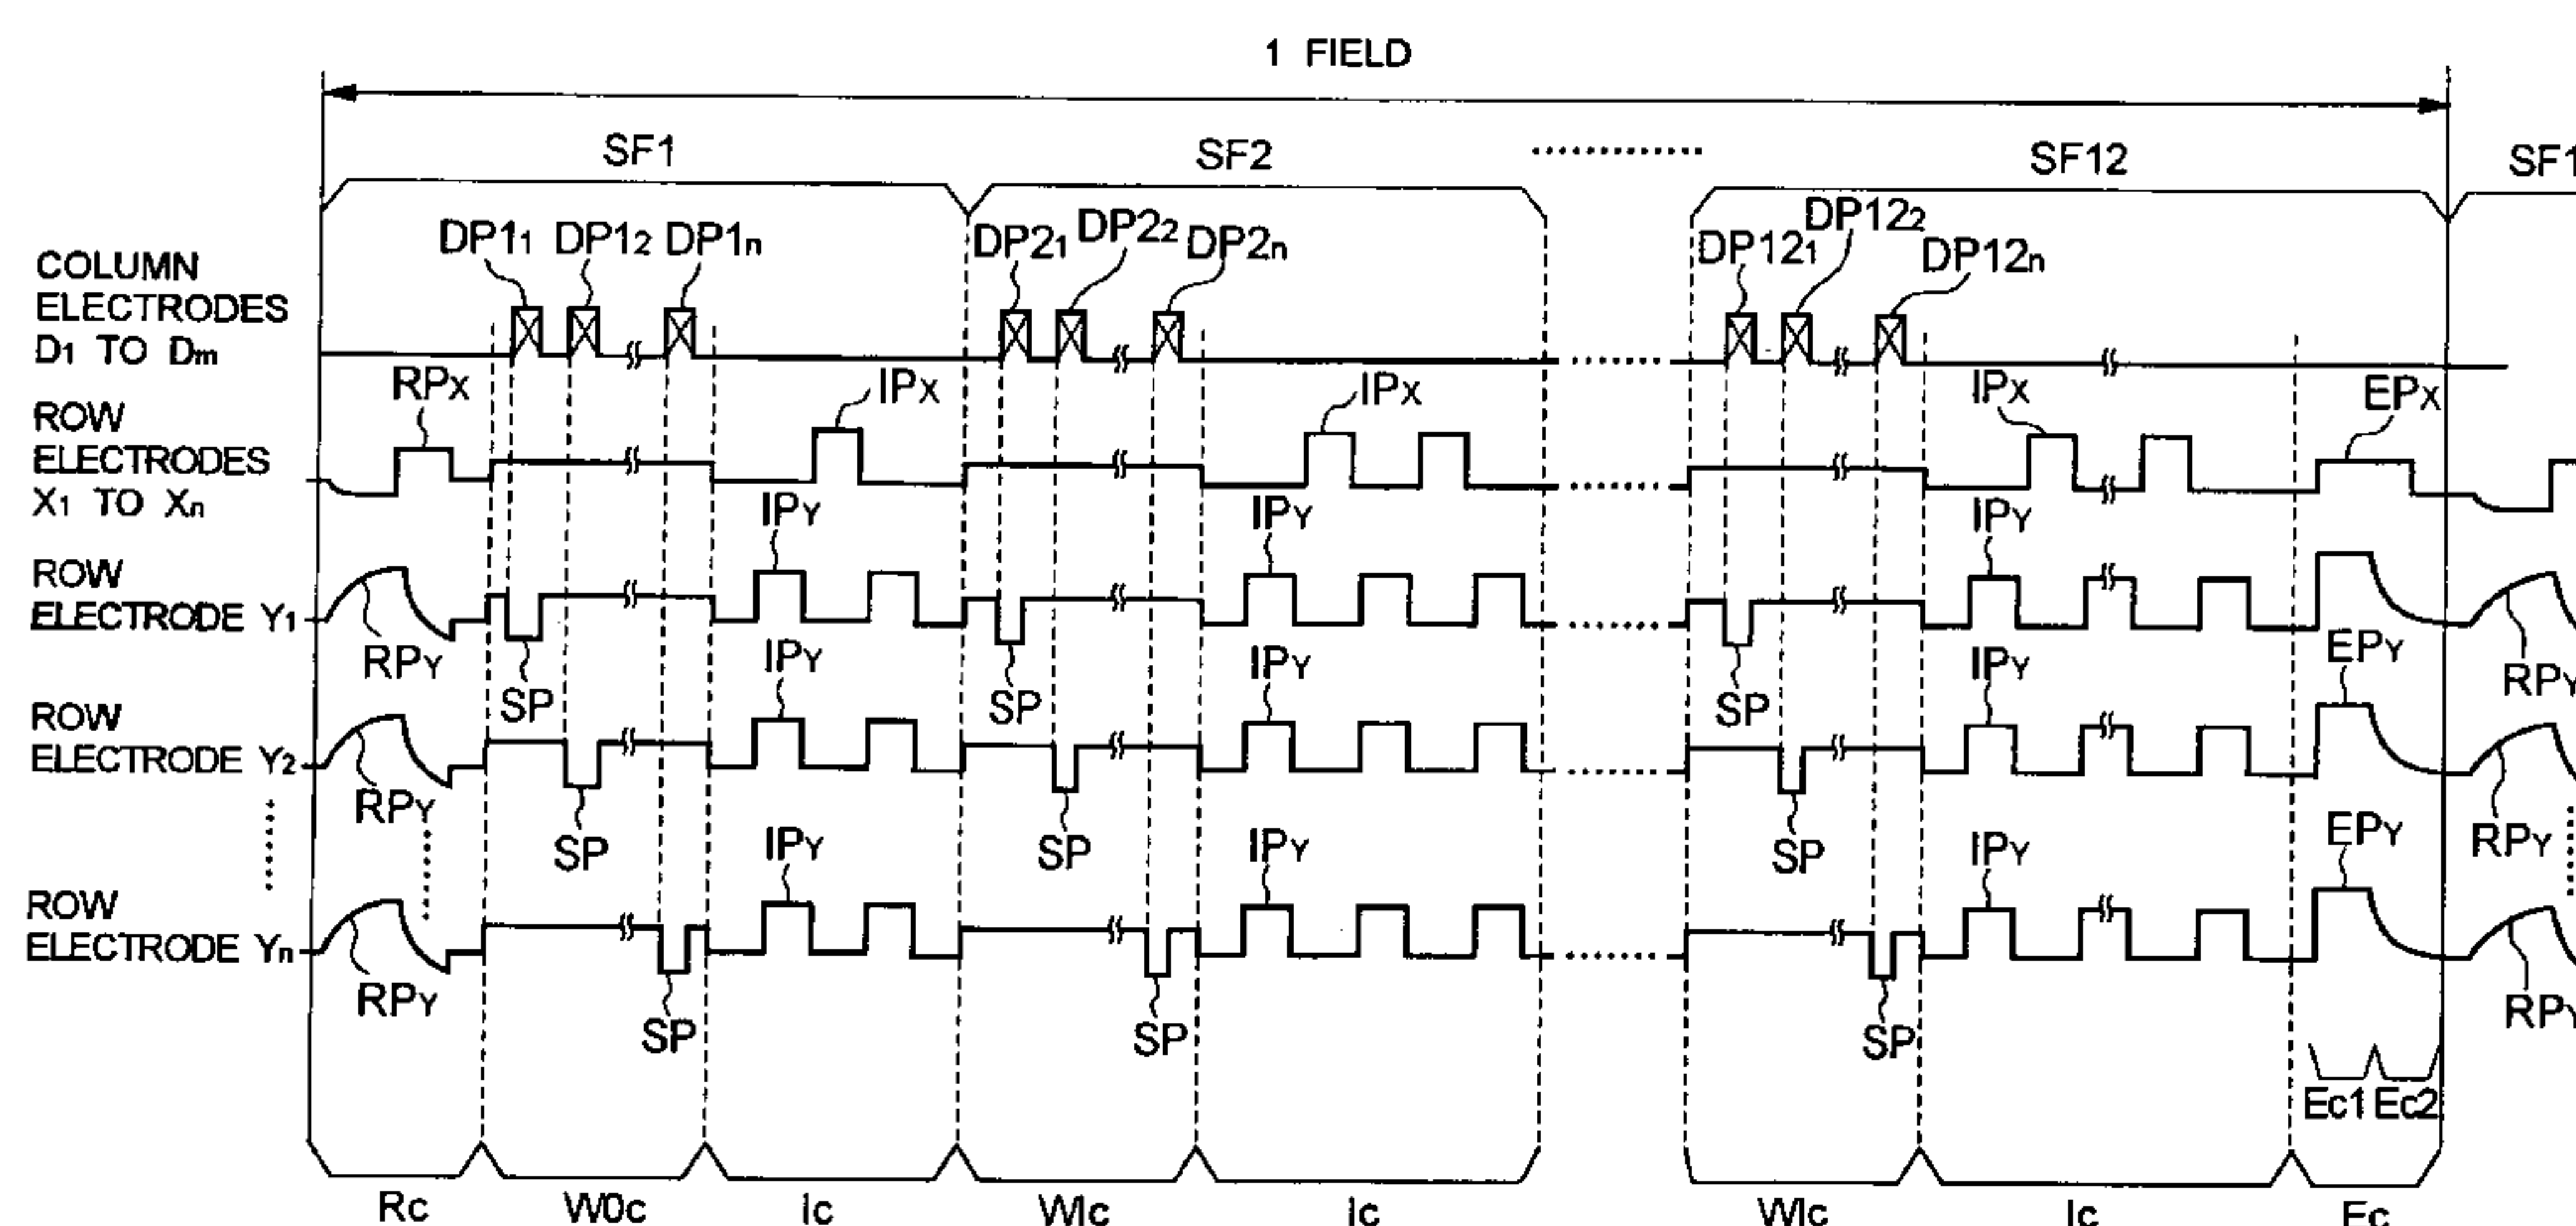 1 FIELD
SF1 SF2 SF12 SF1
DP11 DP12 DP1n DP21 DP22 DP2n DP121 DP122 DP12n
COLUMN
ELECTRODES
D1 TO Dm
RPX IPX IPX IPX EPX
ROW
ELECTRODES
X1 TO Xn
IPY IPY IPY
ROW
ELECTRODE Y1
RPY SP IPY SP IPY SP IPY EPY RPY
ROW
ELECTRODE Y2
RPY SP IPY SP IPY SP IPY EPY RPY
ROW
ELECTRODE Yn
RPY SP SP SP RPY
Ec1 Ec2
Rc W0c Ic WIc Ic WIc Ic Ec